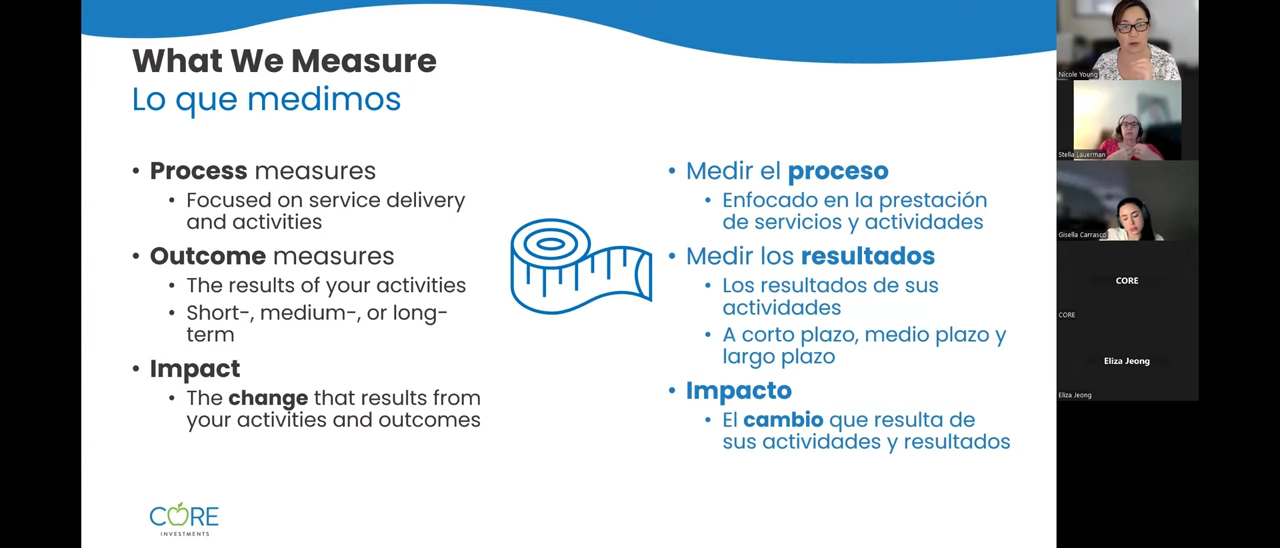 What We Measure
Lo que medimos
• Process measures
• Focused on service delivery
and activities
• Outcome measures
• The results of your activities
• Short-, medium-, or long-
term
• Impact
• The change that results from
your activities and outcomes
• Medir el proceso
• Enfocado en la prestación
de servicios y actividades
• Medir los resultados
• Los resultados de sus
actividades
• A corto plazo, medio plazo y
largo plazo
• Impacto
• El cambio que resulta de
sus actividades y resultados
CORE
INVESTMENTS
Nicole Young
Stella Lauerman
Gisella Carrasco
CORE
CORE
Eliza Jeong
Eliza Jeong